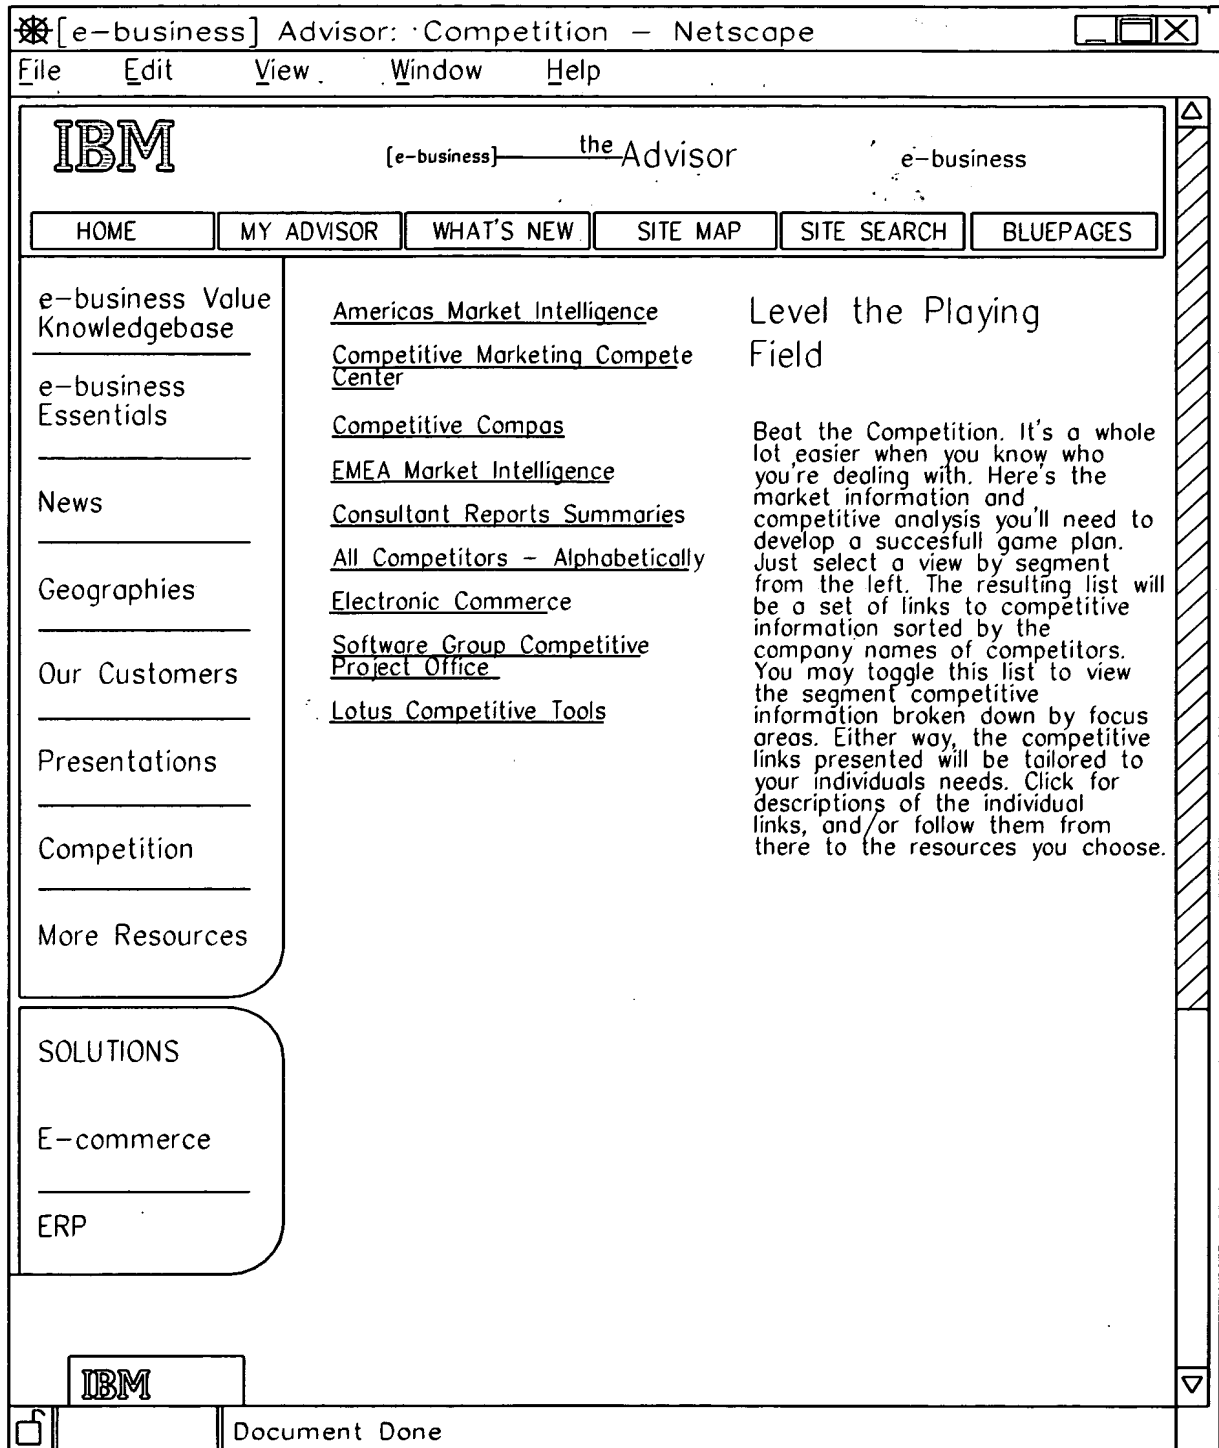 [e-business] Advisor: Competition – Netscape
File Edit View Window Help
IBM
[e-business] the Advisor
e-business
HOME
MY ADVISOR
WHAT'S NEW
SITE MAP
SITE SEARCH
BLUEPAGES
e-business Value
Knowledgebase
e-business
Essentials
News
Geographies
Our Customers
Presentations
Competition
More Resources
SOLUTIONS
E-commerce
ERP
Americas Market Intelligence
Competitive Marketing Compete
Center
Competitive Compas
EMEA Market Intelligence
Consultant Reports Summaries
All Competitors – Alphabetically
Electronic Commerce
Software Group Competitive
Project Office
Lotus Competitive Tools
Level the Playing
Field
Beat the Competition. It's a whole
lot easier when you know who
you're dealing with. Here's the
market information and
competitive analysis you'll need to
develop a succesfull game plan.
Just select a view by segment
from the left. The resulting list will
be a set of links to competitive
information sorted by the
company names of competitors.
You may toggle this list to view
the segment competitive
information broken down by focus
areas. Either way, the competitive
links presented will be tailored to
your individuals needs. Click for
descriptions of the individual
links, and/or follow them from
there to the resources you choose.
IBM
Document Done